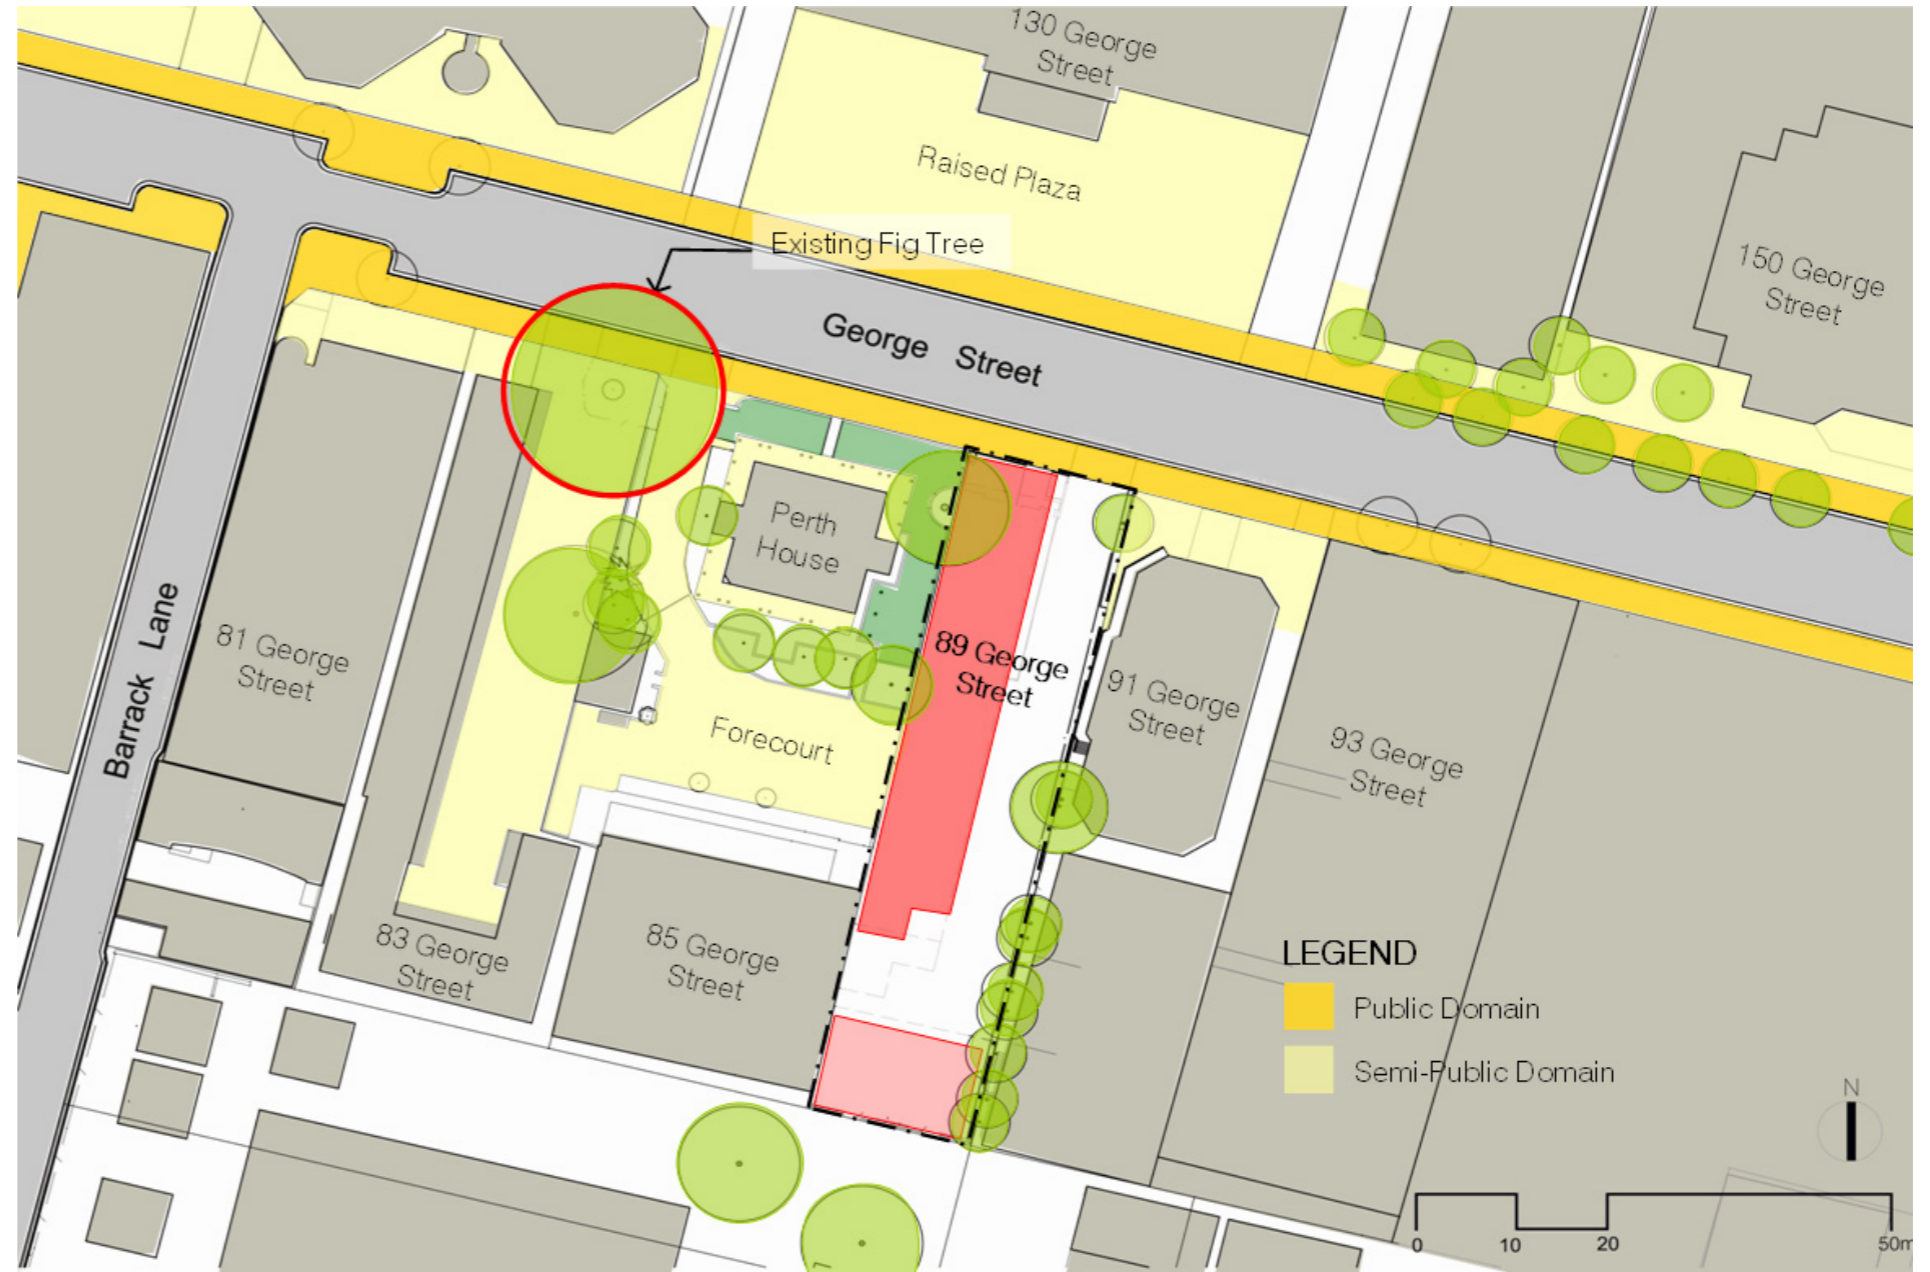 130 George
Street
Raised Plaza
Existing Fig Tree
150 George
Street
George Street
Perth
House
Barrack Lane
81 George
Street
89 George
Street
91 George
Street
Forecourt
93 George
Street
83 George
Street
85 George
Street
LEGEND
Public Domain
Semi-Public Domain
N
0 10 20 50m